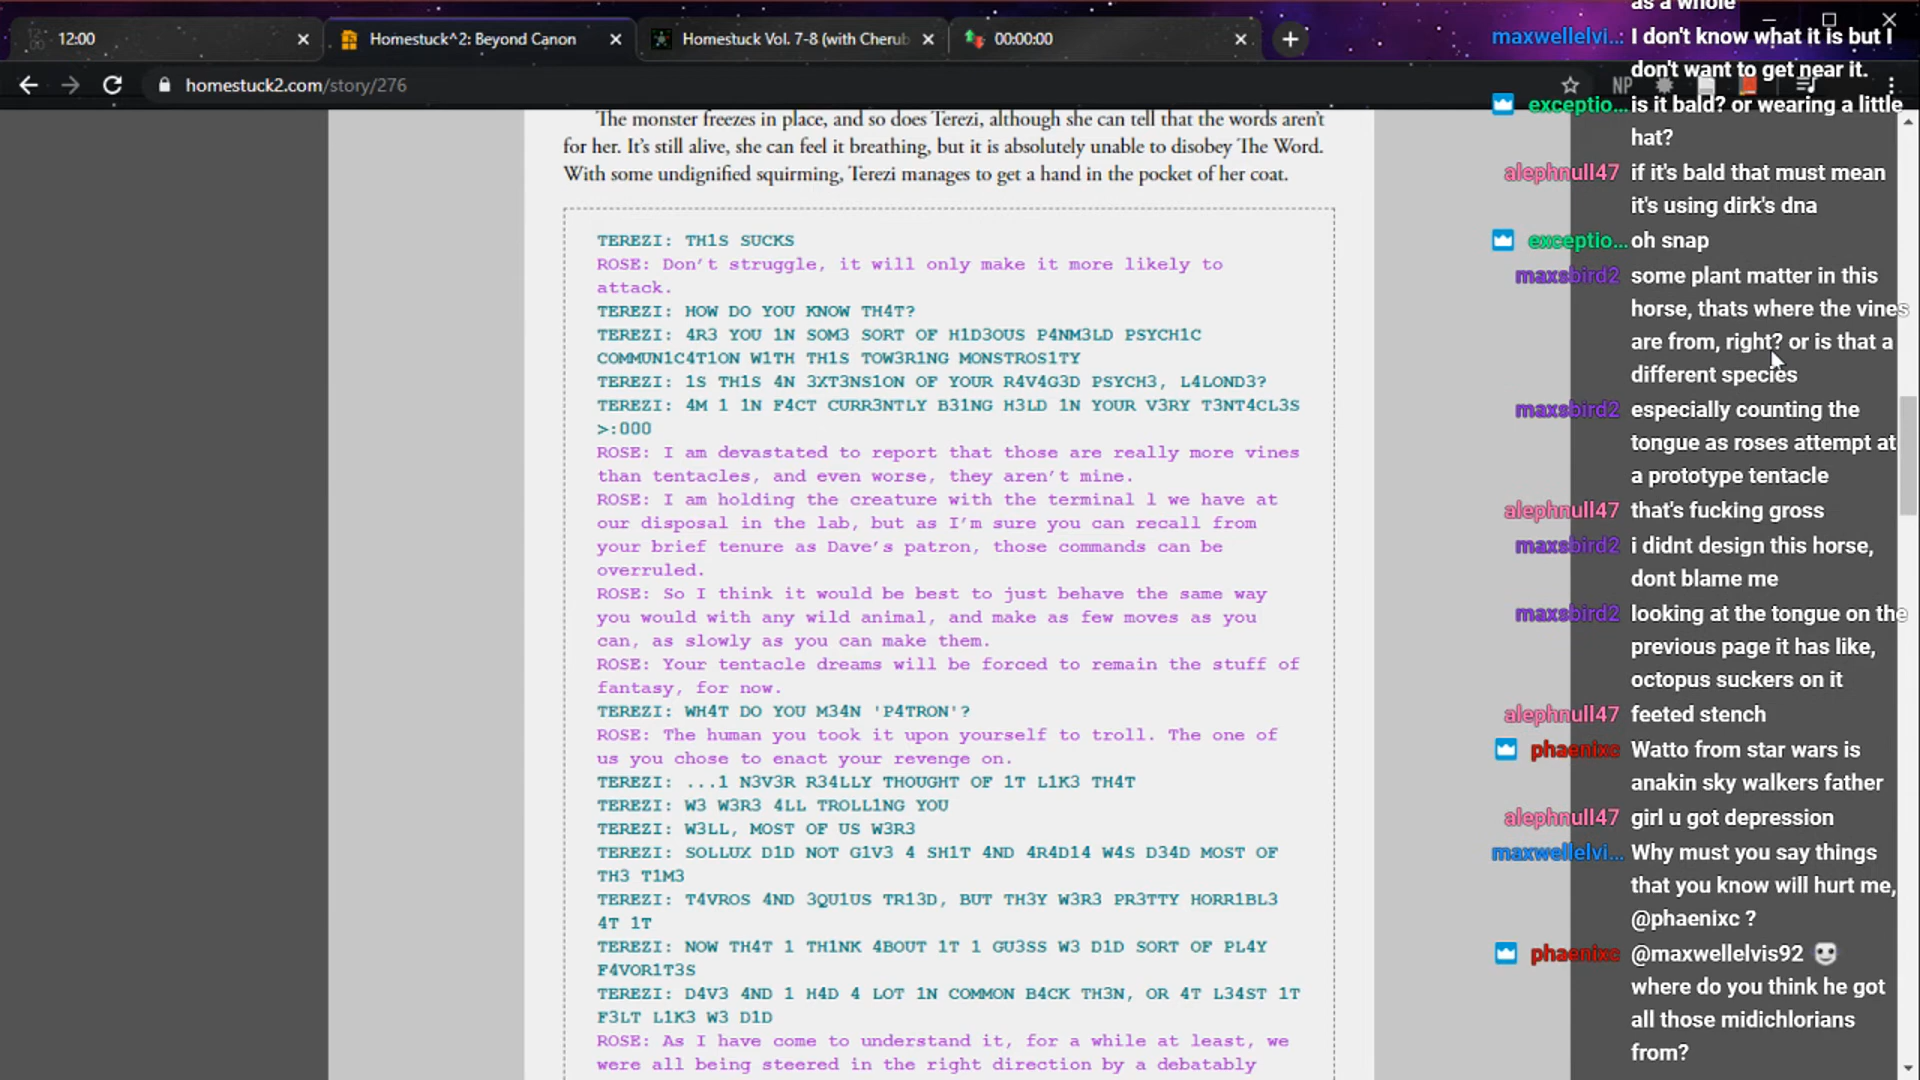 12:00
Homestuck^2: Beyond Canon
Homestuck Vol. 7-8 (with Cherub
00:00:00
homestuck2.com/story/276
NP
The monster freezes in place, and so does Terezi, although she can tell that the words aren't
for her. It's still alive, she can feel it breathing, but it is absolutely unable to disobey The Word.
With some undignified squirming, Terezi manages to get a hand in the pocket of her coat.
TEREZI: TH1S SUCKS
ROSE: Don't struggle, it will only make it more likely to
attack.
TEREZI: HOW DO YOU KNOW TH4T?
TEREZI: 4R3 YOU 1N SOM3 SORT OF H1D3OUS P4NM3LD PSYCH1C
COMMUN1C4T1ON W1TH TH1S TOW3R1NG MONSTROS1TY
TEREZI: 1S TH1S 4N 3XT3NS1ON OF YOUR R4V4G3D PSYCH3, L4LOND3?
TEREZI: 4M 1 1N F4CT CURR3NTLY B31NG H3LD 1N YOUR V3RY T3NT4CL3S
>:000
ROSE: I am devastated to report that those are really more vines
than tentacles, and even worse, they aren't mine.
ROSE: I am holding the creature with the terminal l we have at
our disposal in the lab, but as I'm sure you can recall from
your brief tenure as Dave's patron, those commands can be
overruled.
ROSE: So I think it would be best to just behave the same way
you would with any wild animal, and make as few moves as you
can, as slowly as you can make them.
ROSE: Your tentacle dreams will be forced to remain the stuff of
fantasy, for now.
TEREZI: WH4T DO YOU M34N 'P4TRON'?
ROSE: The human you took it upon yourself to troll. The one of
us you chose to enact your revenge on.
TEREZI: ...1 N3V3R R34LLY THOUGHT OF 1T L1K3 TH4T
TEREZI: W3 W3R3 4LL TROLL1NG YOU
TEREZI: W3LL, MOST OF US W3R3
TEREZI: SOLLUX D1D NOT G1V3 4 SH1T 4ND 4R4D14 W4S D34D MOST OF
TH3 T1M3
TEREZI: T4VROS 4ND 3QU1US TR13D, BUT TH3Y W3R3 PR3TTY HORR1BL3
4T 1T
TEREZI: NOW TH4T 1 TH1NK 4BOUT 1T 1 GU3SS W3 D1D SORT OF PL4Y
F4VOR1T3S
TEREZI: D4V3 4ND 1 H4D 4 LOT 1N COMMON B4CK TH3N, OR 4T L34ST 1T
F3LT L1K3 W3 D1D
ROSE: As I have come to understand it, for a while at least, we
were all being steered in the right direction by a debatably
as a whole
maxwellelvi...: I don't know what it is but I
don't want to get near it.
exceptio... is it bald? or wearing a little
hat?
alephnull47 if it's bald that must mean
it's using dirk's dna
exceptio... oh snap
maxsbird2 some plant matter in this
horse, thats where the vines
are from, right? or is that a
different species
maxsbird2 especially counting the
tongue as roses attempt at
a prototype tentacle
alephnull47 that's fucking gross
maxsbird2 i didnt design this horse,
dont blame me
maxsbird2 looking at the tongue on the
previous page it has like,
octopus suckers on it
alephnull47 feeted stench
phaenixc Watto from star wars is
anakin sky walkers father
alephnull47 girl u got depression
maxwellelvi... Why must you say things
that you know will hurt me,
@phaenixc ?
phaenixc @maxwellelvis92
where do you think he got
all those midichlorians
from?